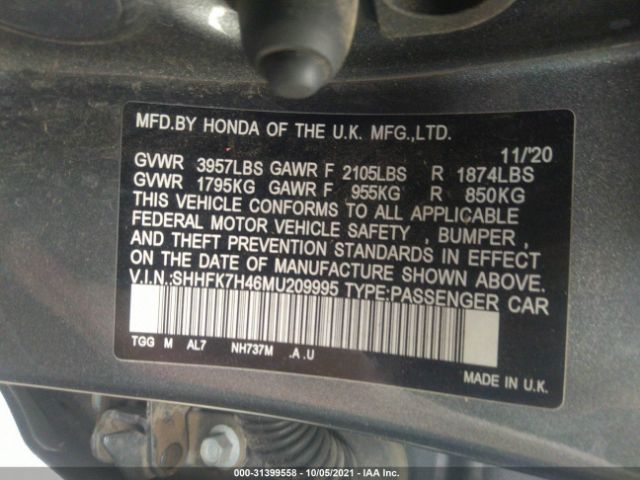 MFD.BY HONDA OF THE U.K. MFG.,LTD.
11/'20
GVWR 3957LBS GAWR F 2105LBS R 1874LBS
GVWR 1795KG GAWR F 955KG R 850KG
THIS VEHICLE CONFORMS TO ALL APPLICABLE
FEDERAL MOTOR VEHICLE SAFETY , BUMPER ,
AND THEFT PREVENTION STANDARDS IN EFFECT
ON THE DATE OF MANUFACTURE SHOWN ABOVE.
V.I.N.:SHHFK7H46MU209995 TYPE:PASSENGER CAR
TGG M AL7 NH737M .A .U
MADE IN U.K.
000-31399558 - 10/05/2021 - IAA Inc.